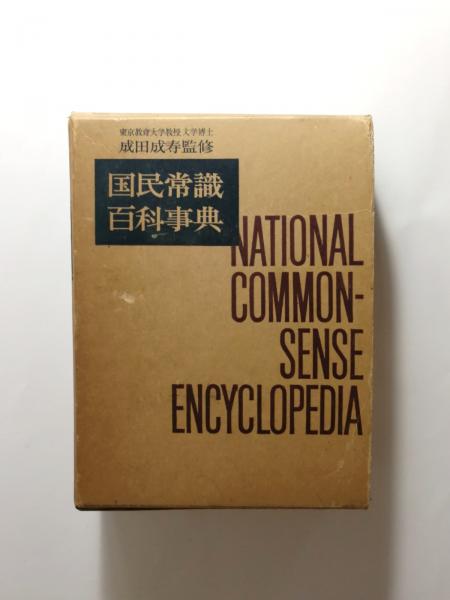 東京教育大学教授 文学博士
成田成寿監修
国民常識
百科事典
NATIONAL
COMMON-
SENSE
ENCYCLOPEDIA